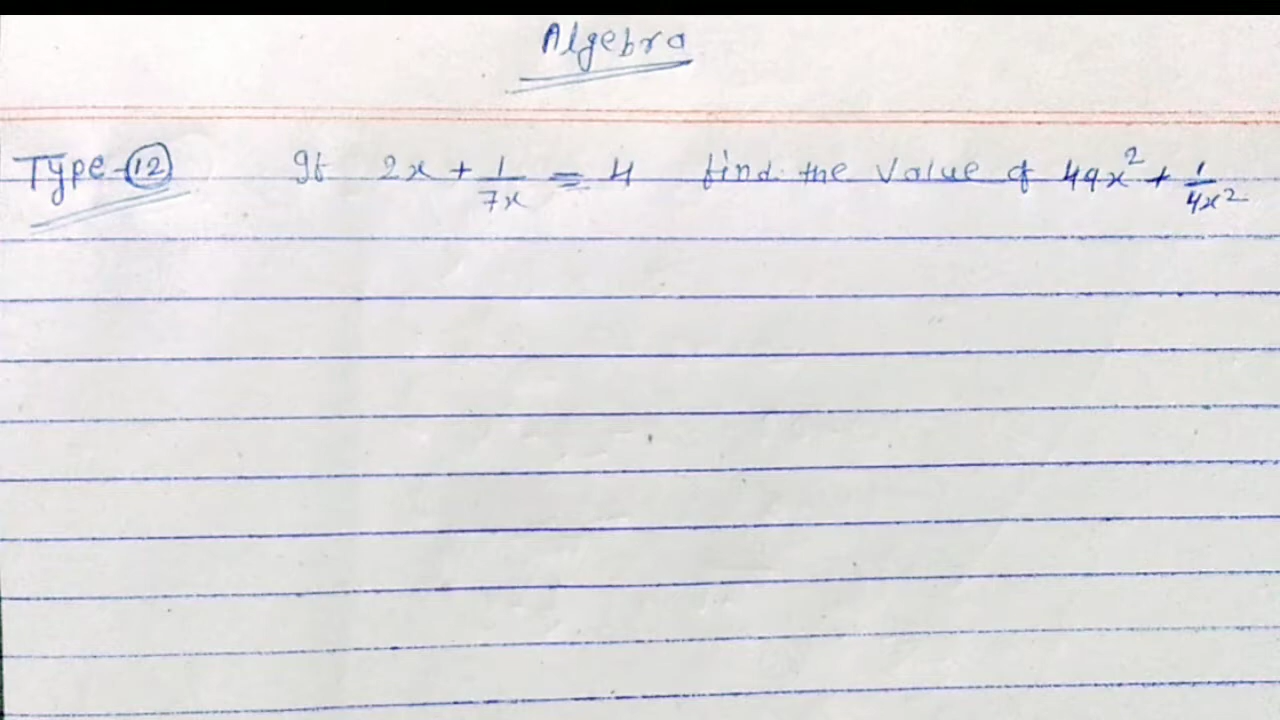 Algebra
Type-12 If 2x + 1/7x = 4 find the value of 49x² + 1/4x²